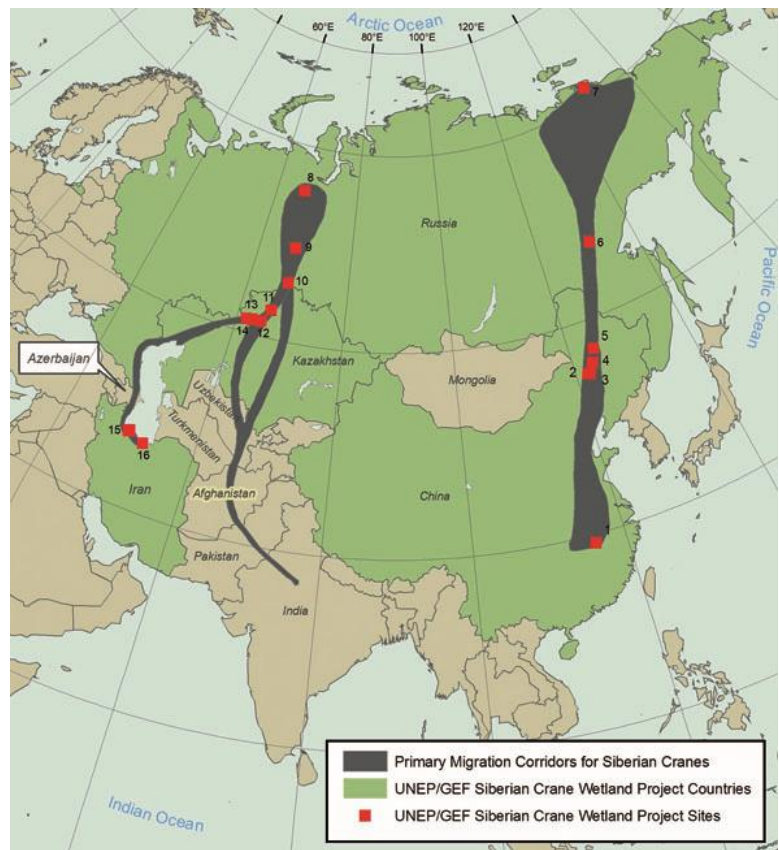 Arctic Ocean
60°E
80°E
100°E
120°E
7
8
Russia
6
9
10
Pacific Ocean
11
13
14
12
5
4
2
3
Azerbaijan
Kazakhstan
Mongolia
Uzbekistan
Turkmenistan
15
16
Iran
Afghanistan
China
1
Pakistan
India
Indian Ocean
Primary Migration Corridors for Siberian Cranes
UNEP/GEF Siberian Crane Wetland Project Countries
UNEP/GEF Siberian Crane Wetland Project Sites